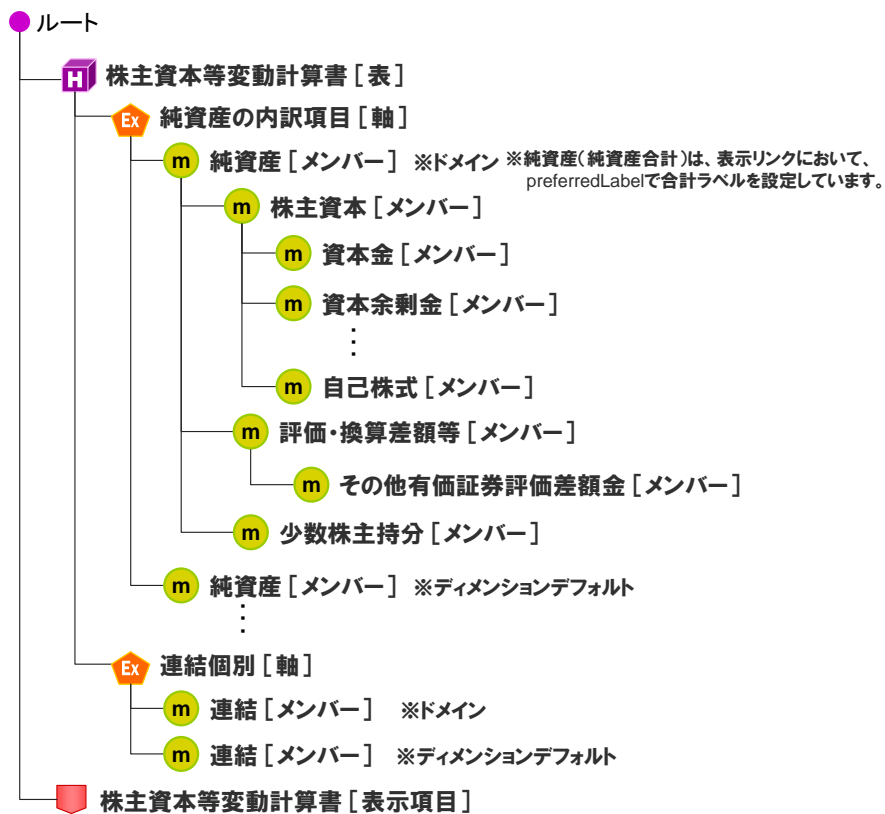 ルート
H 株主資本等変動計算書［表］
Ex 純資産の内訳項目［軸］
m 純資産［メンバー］ ※ドメイン ※純資産（純資産合計）は、表示リンクにおいて、
preferredLabelで合計ラベルを設定しています。
m 株主資本［メンバー］
m 資本金［メンバー］
m 資本余剰金［メンバー］
⋮
m 自己株式［メンバー］
m 評価・換算差額等［メンバー］
m その他有価証券評価差額金［メンバー］
m 少数株主持分［メンバー］
m 純資産［メンバー］ ※ディメンションデフォルト
⋮
Ex 連結個別［軸］
m 連結［メンバー］ ※ドメイン
m 連結［メンバー］ ※ディメンションデフォルト
株主資本等変動計算書［表示項目］